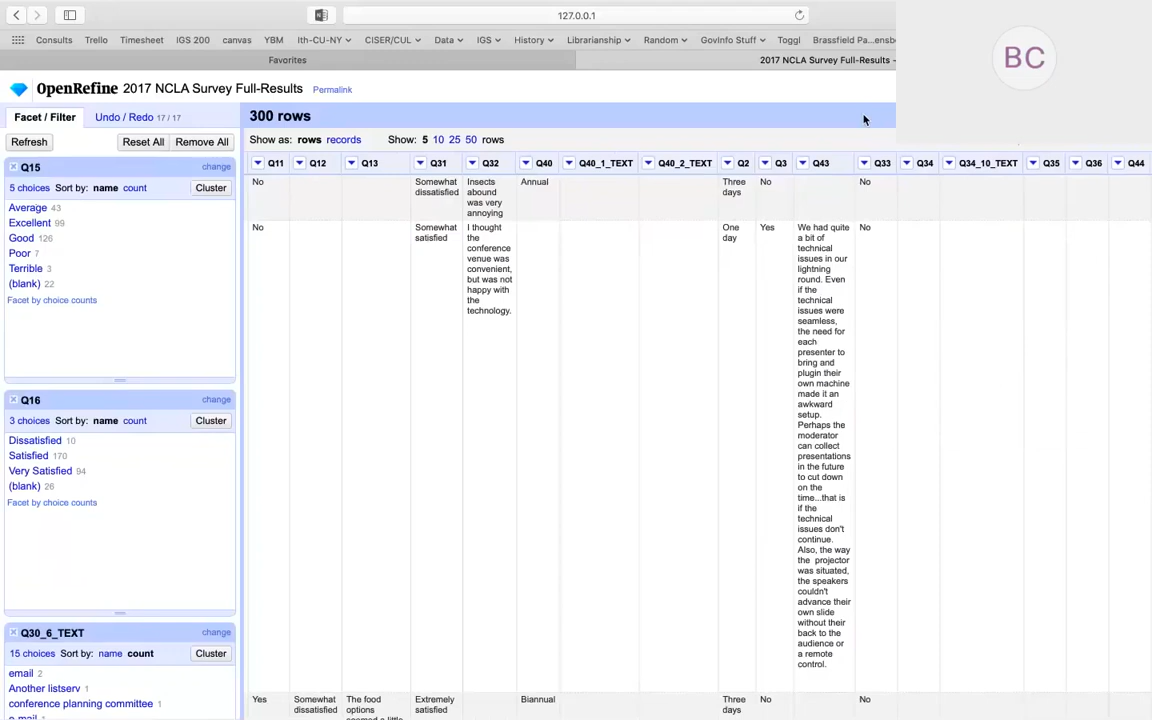 127.0.0.1
Consults Trello Timesheet IGS 200 canvas YBM Ith-CU-NY CISER/CUL Data IGS History Librarianship Random GovInfo Stuff Toggl Brassfield Pa...ensb
Favorites 2017 NCLA Survey Full-Results -
BC
OPENREFINE 2017 NCLA Survey Full-Results Permalink
Facet / Filter Undo / Redo 17 / 17
300 rows
Refresh Reset All Remove All
Show as: rows records Show: 5 10 25 50 rows
Q11 Q12 Q13 Q31 Q32 Q40 Q40_1_TEXT Q40_2_TEXT Q2 Q3 Q43 Q33 Q34 Q34_10_TEXT Q35 Q36 Q44
Q15 change
5 choices Sort by: name count Cluster
Average 43
Excellent 99
Good 126
Poor 7
Terrible 3
(blank) 22
Facet by choice counts
Q16 change
3 choices Sort by: name count Cluster
Dissatisfied 10
Satisfied 170
Very Satisfied 94
(blank) 26
Facet by choice counts
Q30_6_TEXT change
15 choices Sort by: name count Cluster
email 2
Another listserv 1
conference planning committee 1
e-mail 1
No
Somewhat
dissatisfied
Insects
abound
was very
annoying
Annual
Three
days
No
No
No
Somewhat
satisfied
I thought
the
conference
venue was
convenient,
but was not
happy with
the
technology.
One
day
Yes
We had quite
a bit of
technical
issues in our
lightning
round. Even
if the
technical
issues were
seamless,
the need for
each
presenter to
bring and
plugin their
own machine
made it an
awkward
setup.
Perhaps the
moderator
can collect
presentations
in the future
to cut down
on the
time...that is
if the
technical
issues don't
continue.
Also, the way
the projector
was situated,
the speakers
couldn't
advance their
own slide
without their
back to the
audience or
a remote
control.
No
Yes
Somewhat
dissatisfied
The food
options
seemed a little
Extremely
satisfied
Biannual
Three
days
No
No